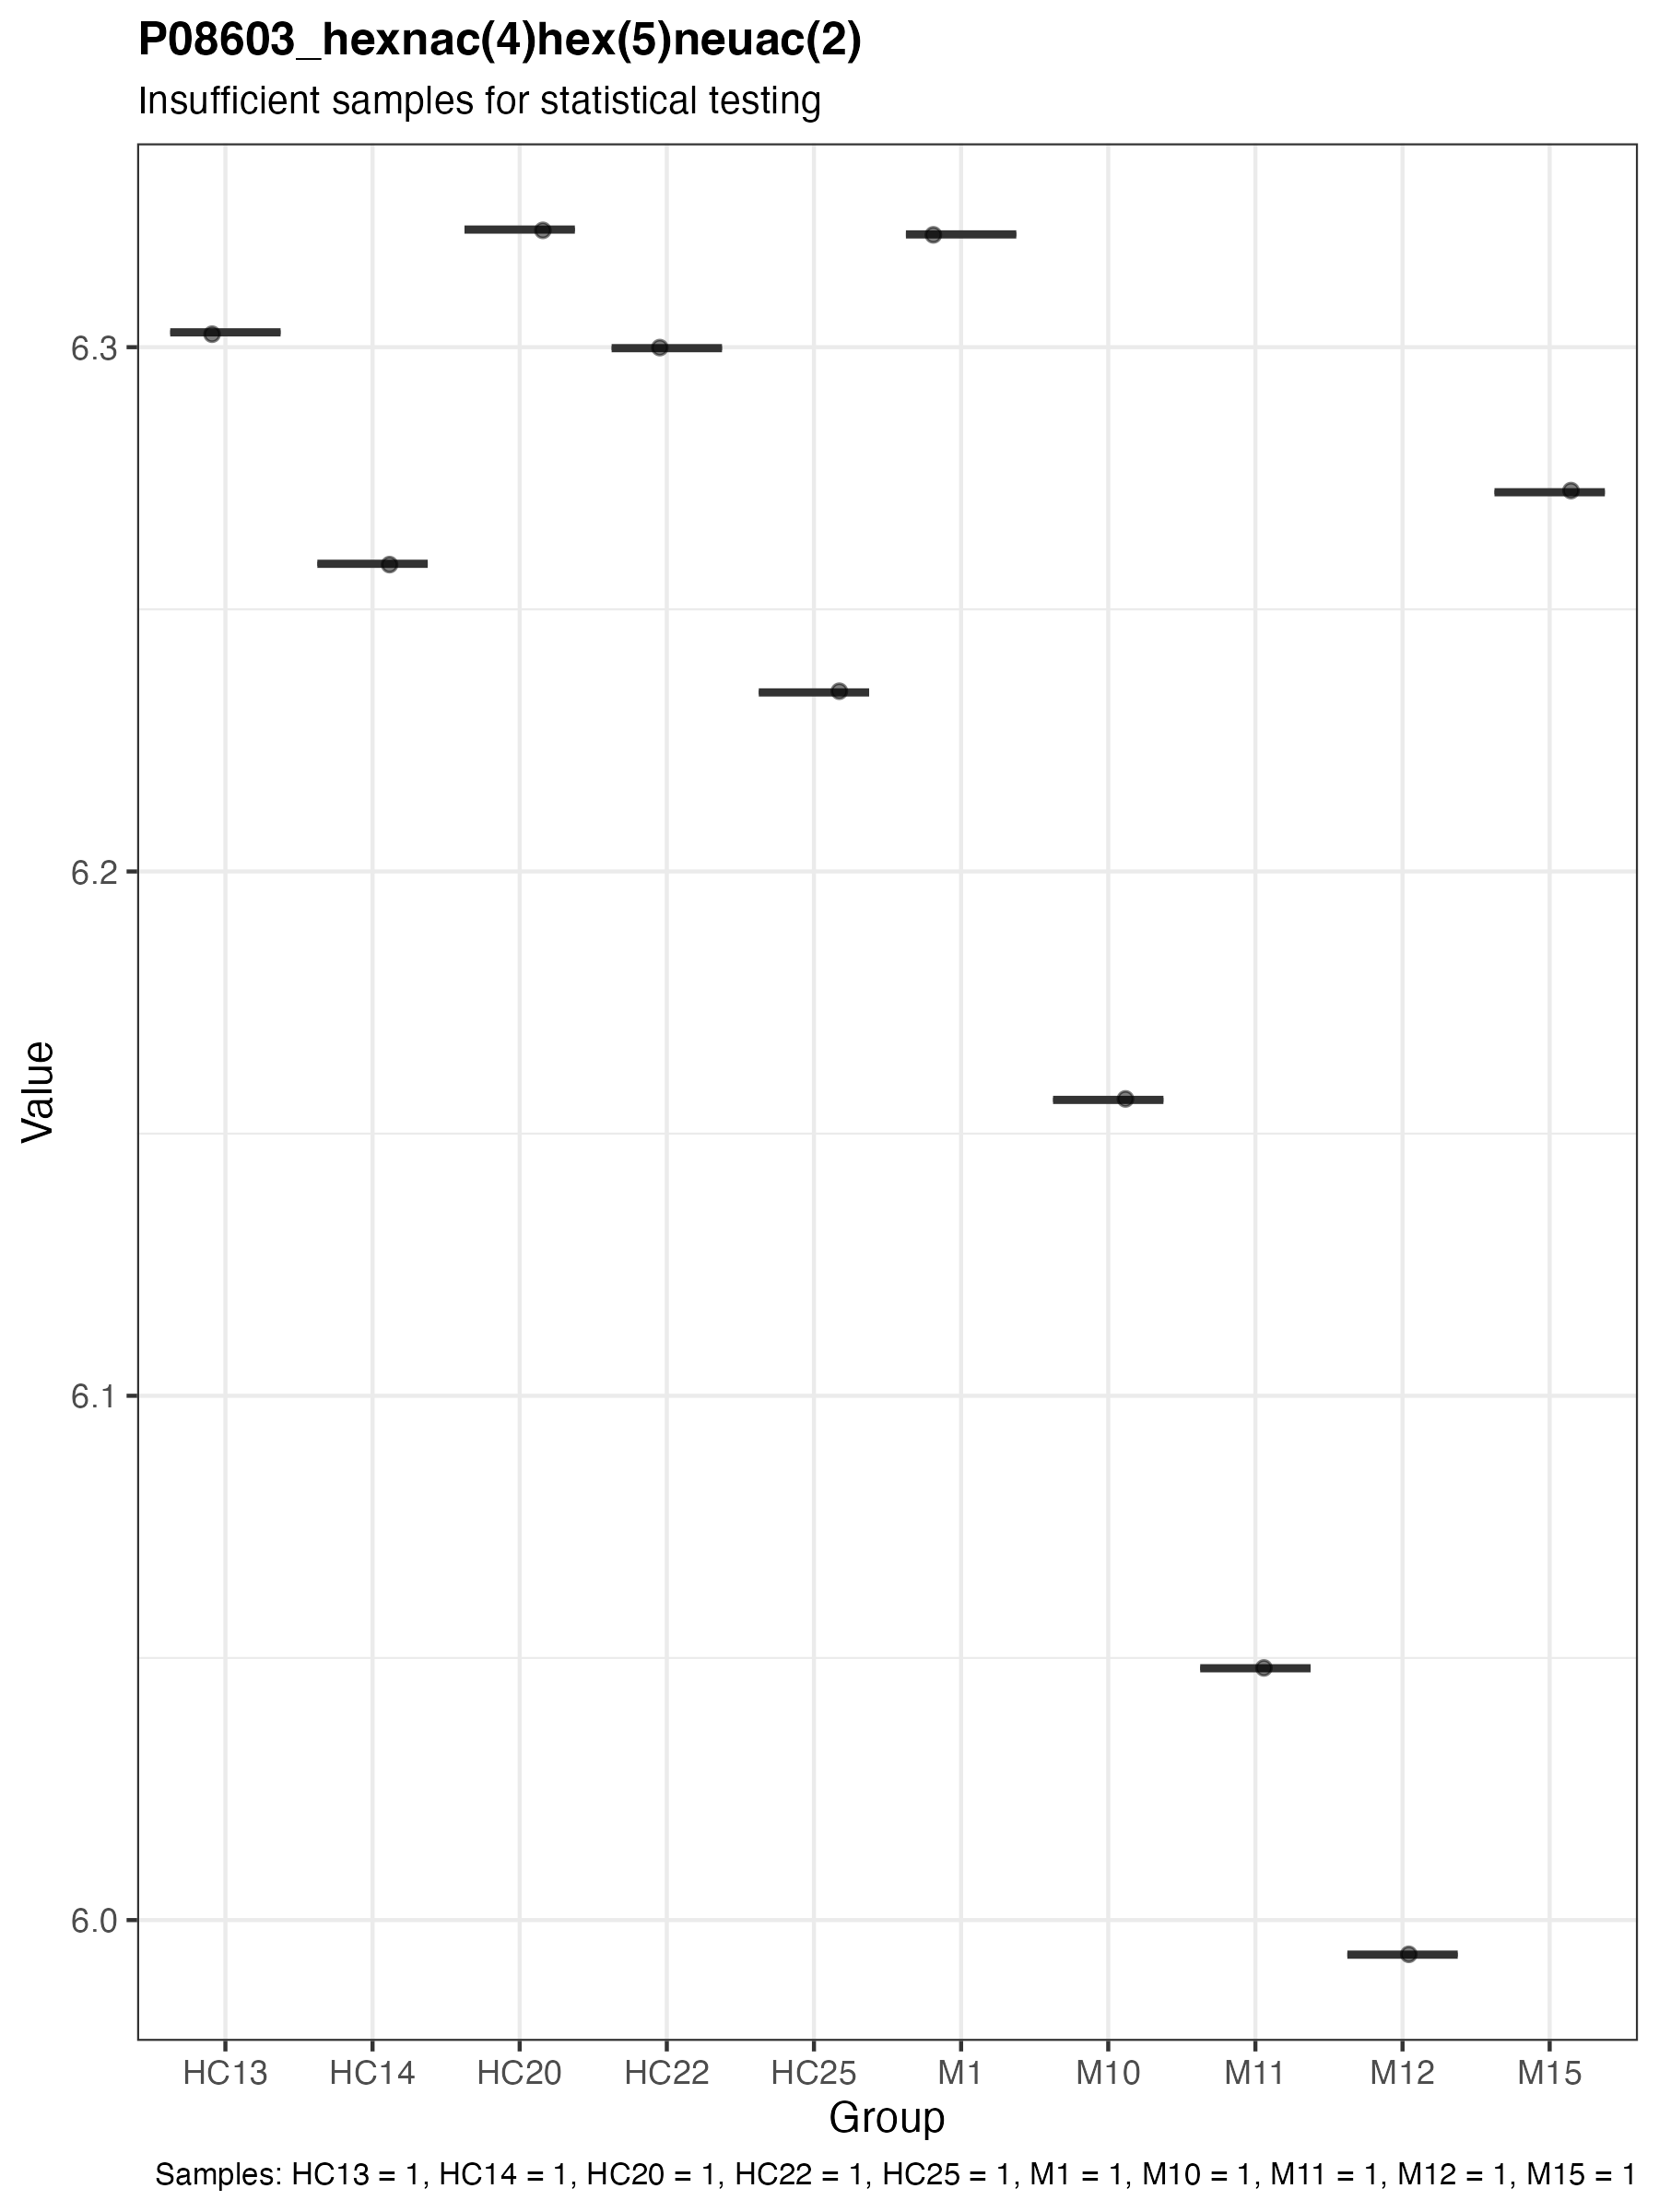 P08603_hexnac(4)hex(5)neuac(2)
Insufficient samples for statistical testing
Value
6.3
6.2
6.1
6.0
HC13 HC14 HC20 HC22 HC25 M1 M10 M11 M12 M15
Group
Samples: HC13 = 1, HC14 = 1, HC20 = 1, HC22 = 1, HC25 = 1, M1 = 1, M10 = 1, M11 = 1, M12 = 1, M15 = 1